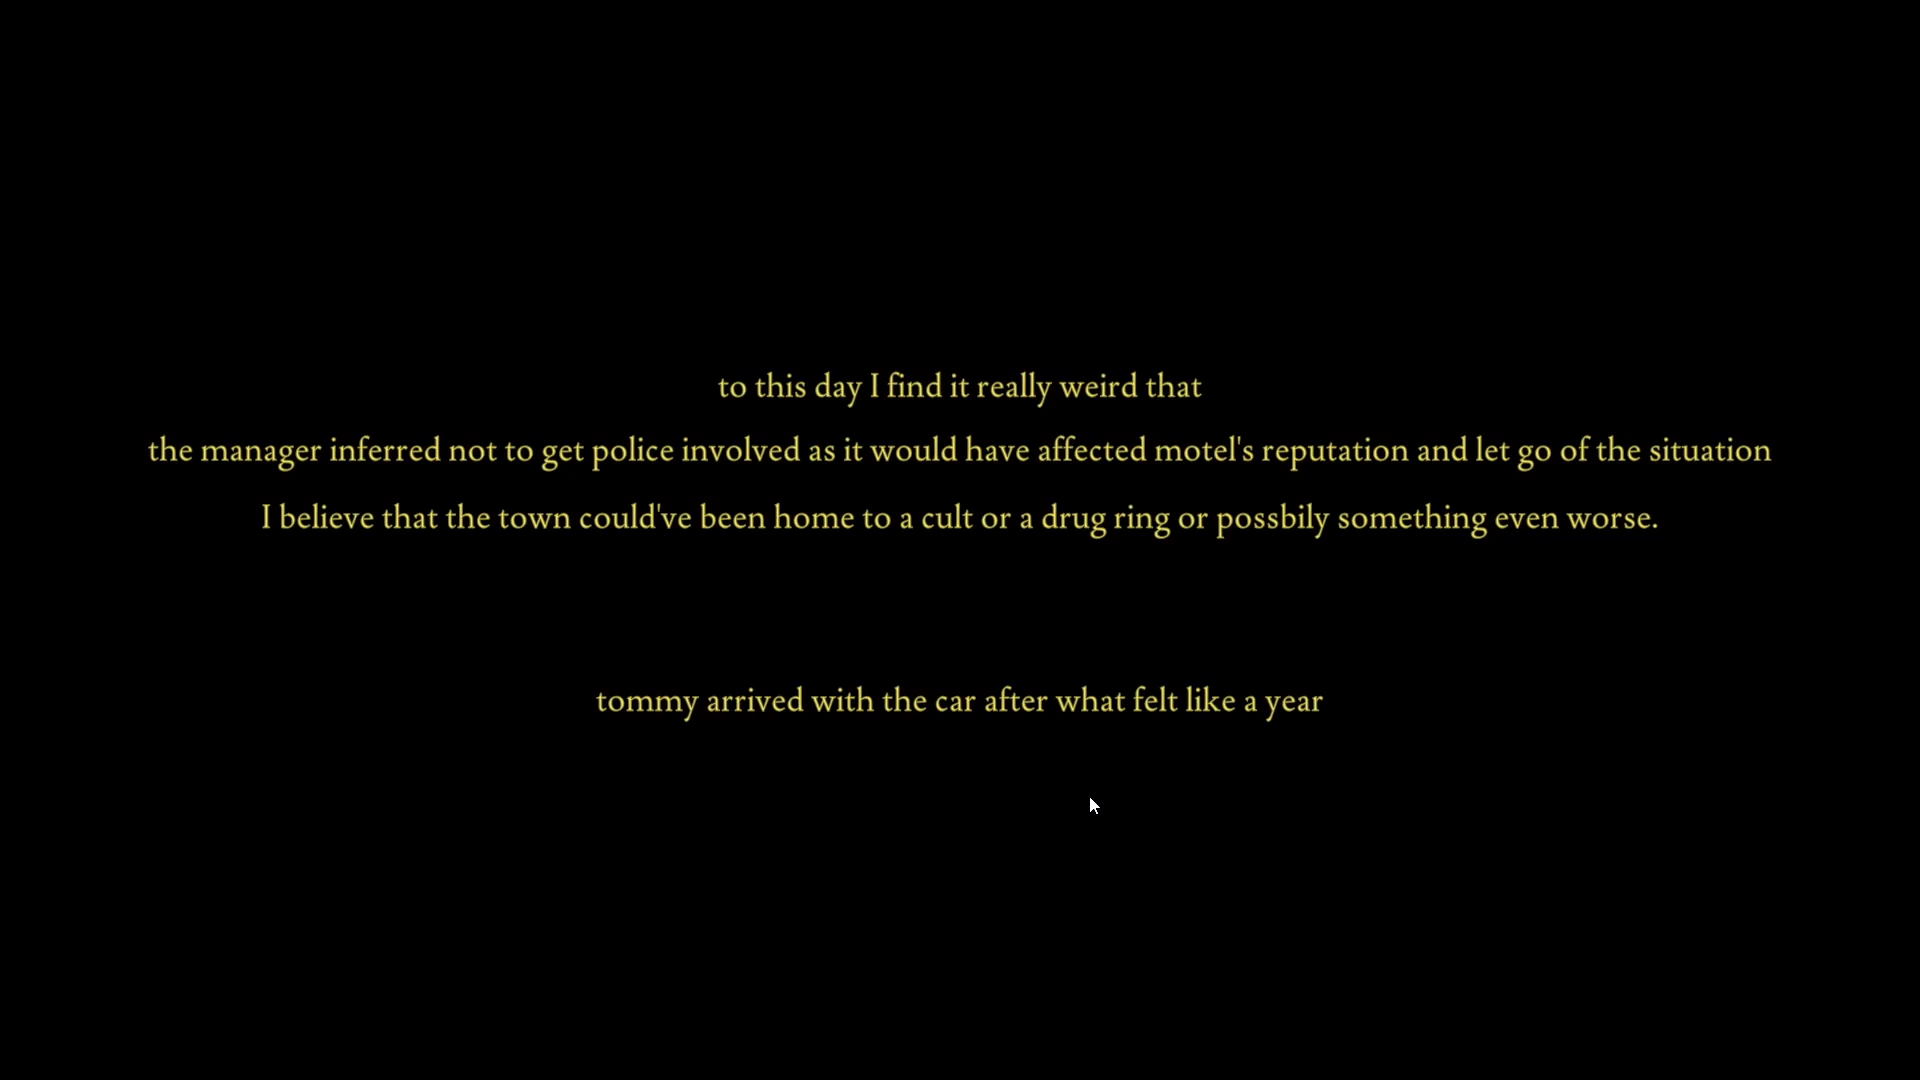 to this day I find it really weird that
the manager inferred not to get police involved as it would have affected motel's reputation and let go of the situation
I believe that the town could've been home to a cult or a drug ring or possbily something even worse.
tommy arrived with the car after what felt like a year